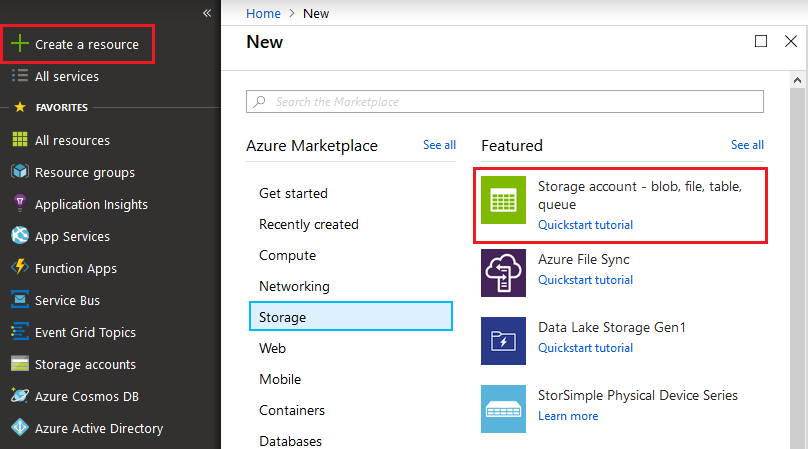 «
Create a resource
All services
FAVORITES
All resources
Resource groups
Application Insights
App Services
Function Apps
Service Bus
Event Grid Topics
Storage accounts
Azure Cosmos DB
Azure Active Directory
Home > New
New
Search the Marketplace
Azure Marketplace See all
Get started
Recently created
Compute
Networking
Storage
Web
Mobile
Containers
Databases
Featured See all
Storage account - blob, file, table,
queue
Quickstart tutorial
Azure File Sync
Quickstart tutorial
Data Lake Storage Gen1
Quickstart tutorial
StorSimple Physical Device Series
Learn more